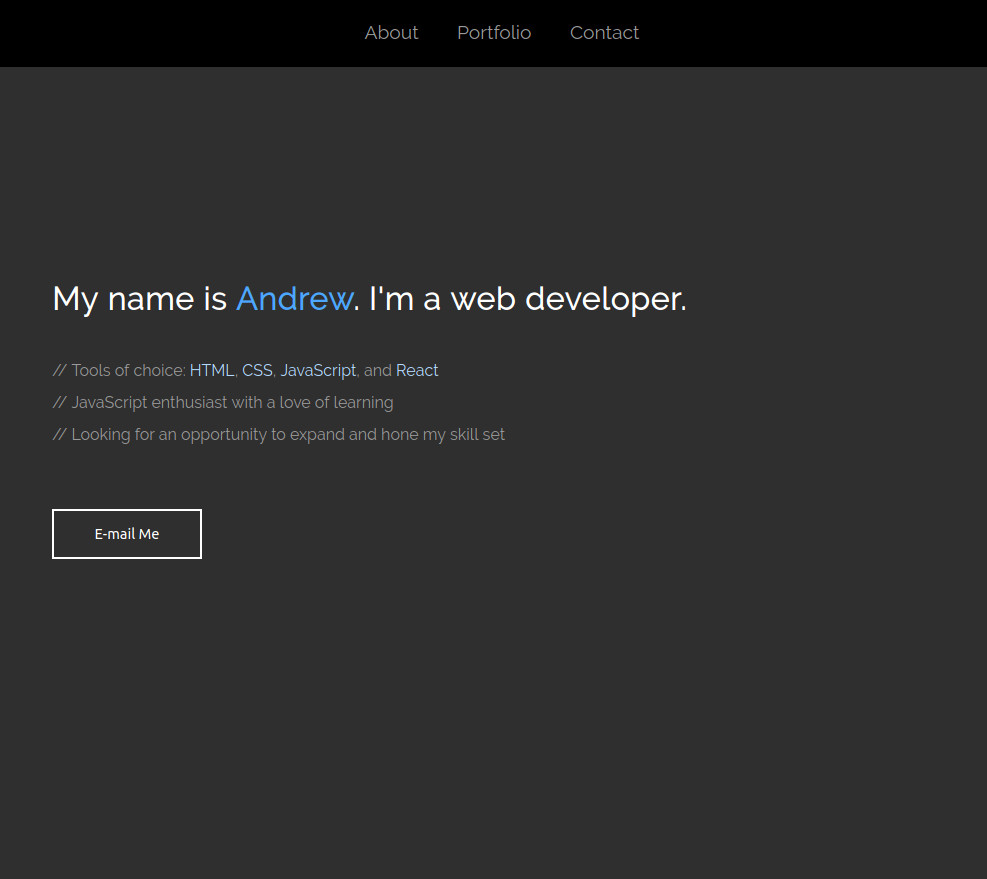 About Portfolio Contact
My name is Andrew. I'm a web developer.
// Tools of choice: HTML, CSS, JavaScript, and React
// JavaScript enthusiast with a love of learning
// Looking for an opportunity to expand and hone my skill set
E-mail Me